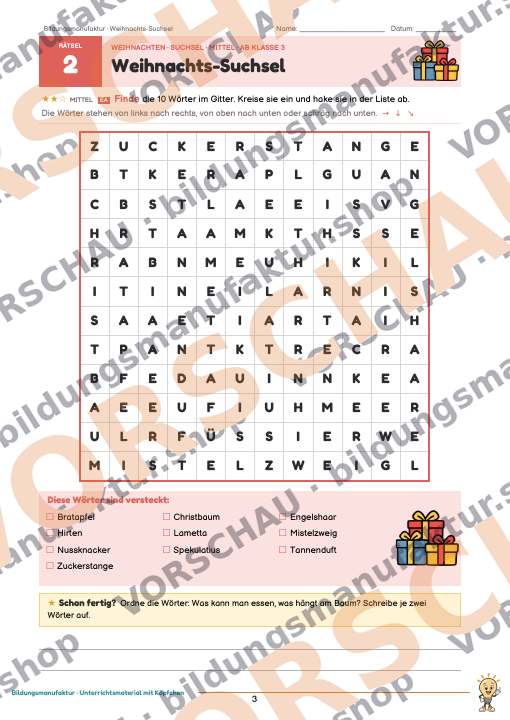 Bildungsmanufaktur · Weihnachts-Suchsel Name: Datum:
RÄTSEL
2
WEIHNACHTEN · SUCHSEL · MITTEL · AB KLASSE 3
Weihnachts-Suchsel
★★☆ MITTEL EA Finde die 10 Wörter im Gitter. Kreise sie ein und hake sie in der Liste ab.
Die Wörter stehen von links nach rechts, von oben nach unten oder schräg nach unten. → ↓ ↘
Z U C K E R S T A N G E
B T K E R A P L G U A N
C B S T L A E E I S V G
H R T A A M K T H S S E
R A B N M E U H I K I L
I T I N E I L A R N I S
S A A E T I A R T A I H
T P A N T K T R E C R A
B F E D A U I N N K E A
A E E U F I U H M E E R
U L R F Ü S S I E R W E
M I S T E L Z W E I G L
Diese Wörter sind versteckt:
☐ Bratapfel ☐ Christbaum ☐ Engelshaar
☐ Hirten ☐ Lametta ☐ Mistelzweig
☐ Nussknacker ☐ Spekulatius ☐ Tannenduft
☐ Zuckerstange
★ Schon fertig? Ordne die Wörter: Was kann man essen, was hängt am Baum? Schreibe je zwei
Wörter auf.
Bildungsmanufaktur · Unterrichtsmaterial mit Köpfchen
3
VORSCHAU · bildungsmanufaktur.shop